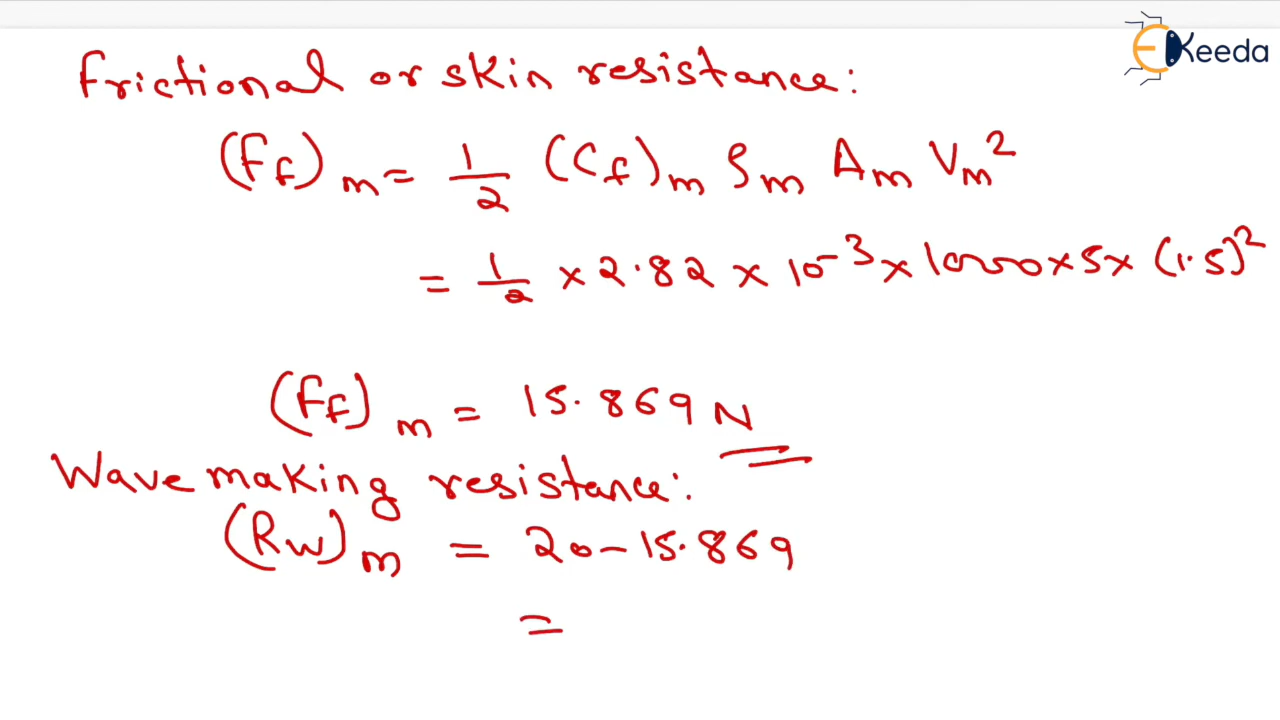 EKeeda
Frictional or skin resistance:
(Ff)m = 1/2 (Cf)m ρm Am Vm²
= 1/2 × 2.82 × 10⁻³ × 1000 × 5 × (1.5)²
(Ff)m = 15.869 N
Wave making resistance:
(Rw)m = 20 - 15.869
=